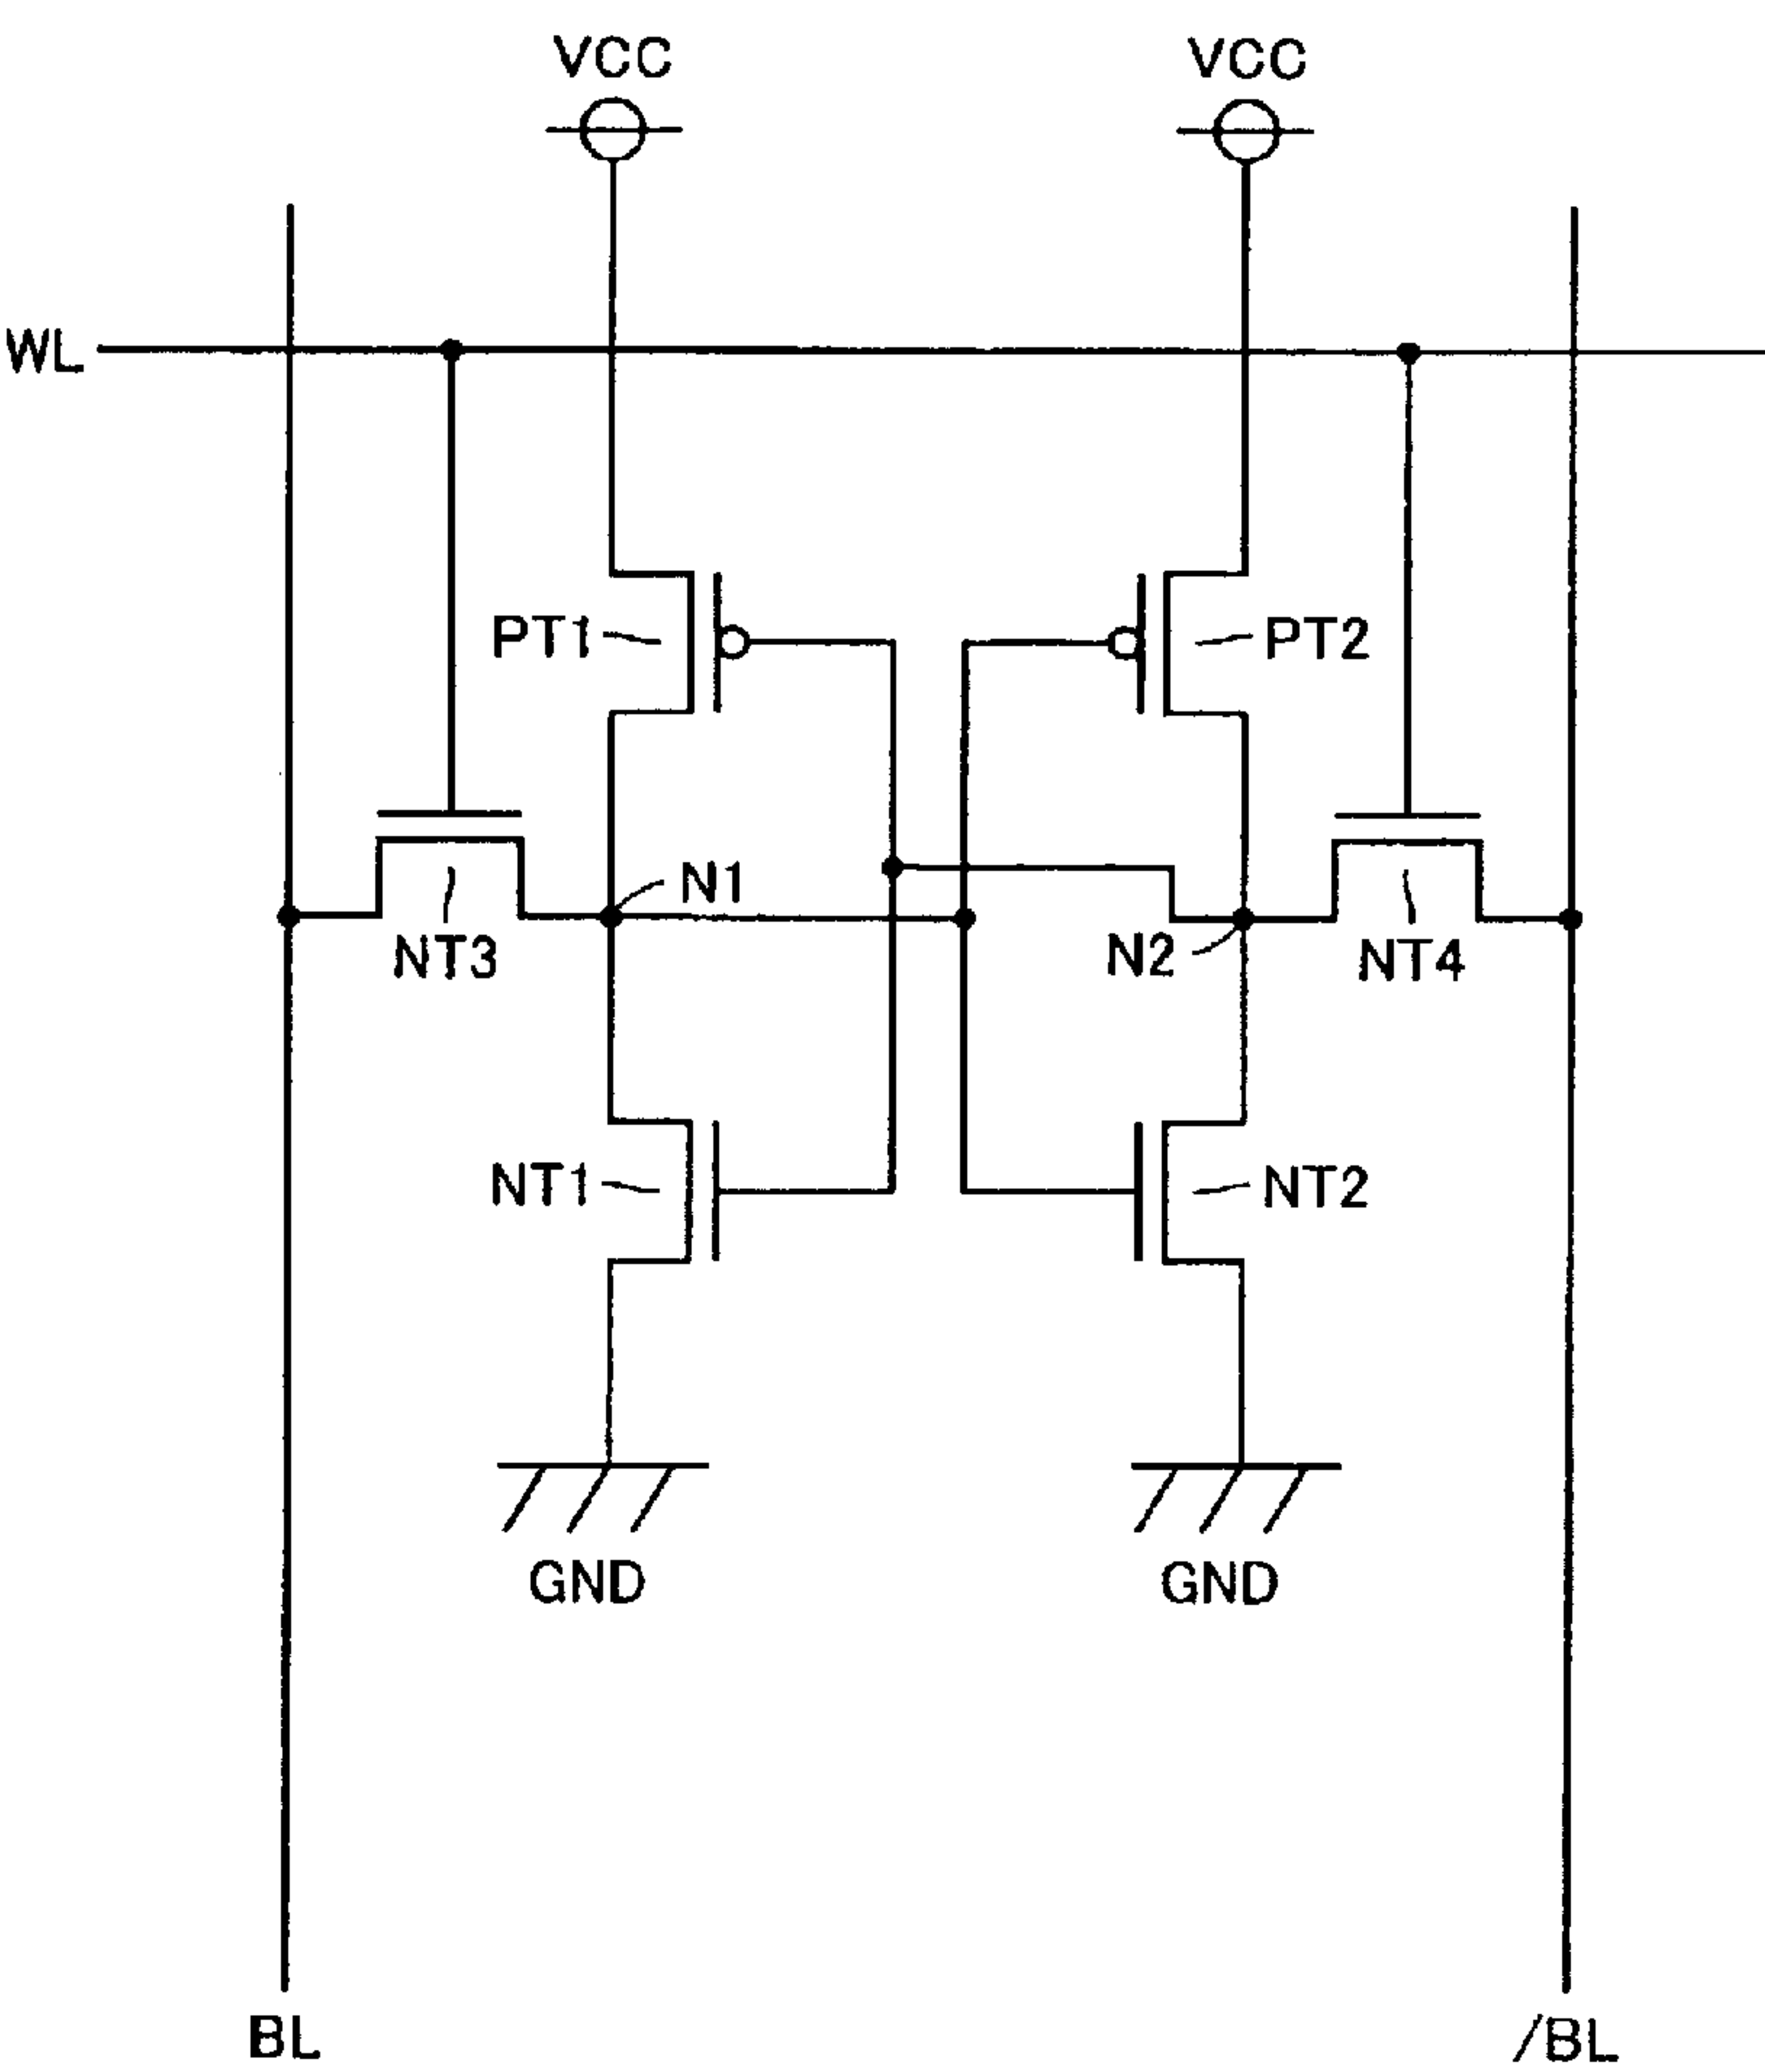 VCC
VCC
WL
PT1
PT2
N1
NT3
N2
NT4
NT1
NT2
GND
GND
BL
/BL